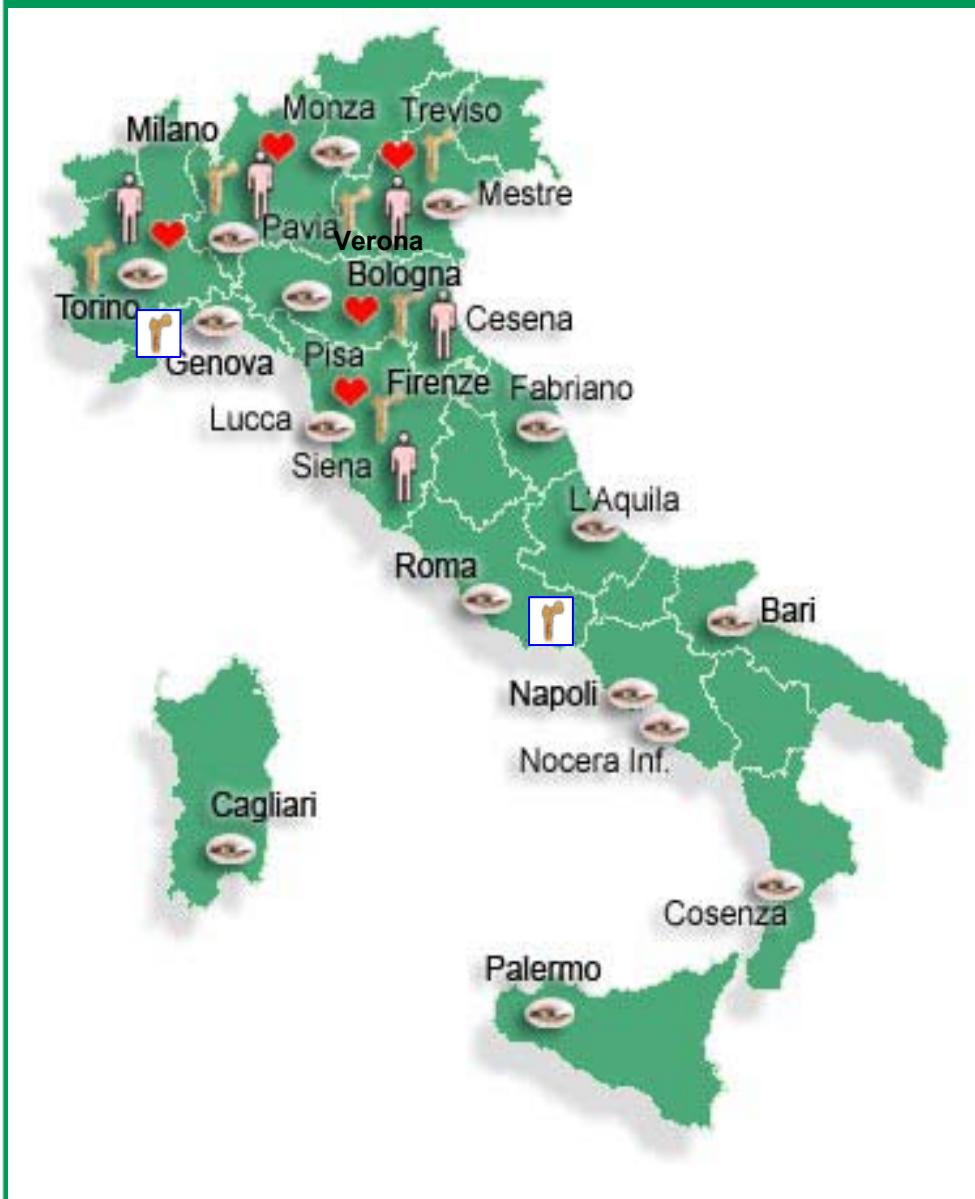 Monza
Treviso
Milano
Mestre
Pavia
Verona
Bologna
Torino
Cesena
Pisa
Genova
Firenze
Fabriano
Lucca
Siena
L'Aquila
Roma
Bari
Napoli
Nocera Inf.
Cagliari
Cosenza
Palermo